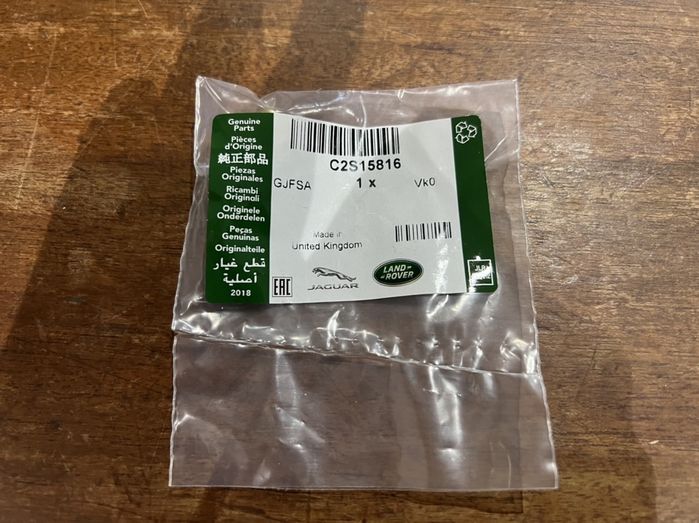 Genuine
Parts
Pièces
d'Origine
純正部品
Piezas
Originales
Ricambi
Originali
Originele
Onderdelen
Peças
Genuinas
Originalteile
قطع غيار
أصلية
2018
C2S15816
GJFSA 1 x Vk0
Made in
United Kingdom
EAC
JAGUAR
LAND-
-ROVER